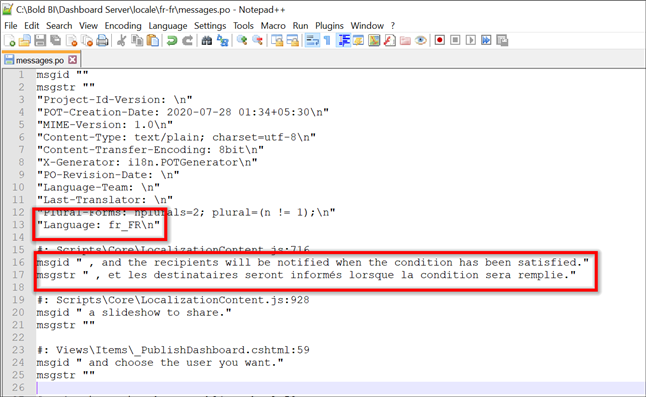 C:\Bold BI\Dashboard Server\locale\fr-fr\messages.po - Notepad++
File Edit Search View Encoding Language Settings Tools Macro Run Plugins Window ?
messages.po
1 msgid ""
2 msgstr ""
3 "Project-Id-Version: \n"
4 "POT-Creation-Date: 2020-07-28 01:34+05:30\n"
5 "MIME-Version: 1.0\n"
6 "Content-Type: text/plain; charset=utf-8\n"
7 "Content-Transfer-Encoding: 8bit\n"
8 "X-Generator: i18n.POTGenerator\n"
9 "PO-Revision-Date: \n"
10 "Language-Team: \n"
11 "Last-Translator: \n"
12 "Plural-Forms: nplurals=2; plural=(n != 1);\n"
13 "Language: fr_FR\n"
14
15 #: Scripts\Core\LocalizationContent.js:716
16 msgid " , and the recipients will be notified when the condition has been satisfied."
17 msgstr " , et les destinataires seront informés lorsque la condition sera remplie."
18
19 #: Scripts\Core\LocalizationContent.js:928
20 msgid " a slideshow to share."
21 msgstr ""
22
23 #: Views\Items\_PublishDashboard.cshtml:59
24 msgid " and choose the user you want."
25 msgstr ""
26